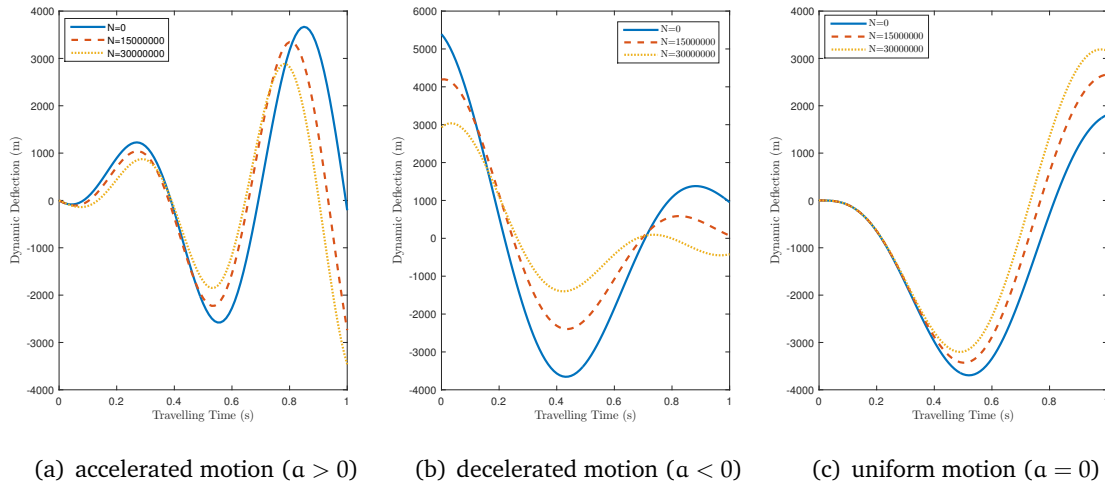 N=0
N=15000000
N=30000000
4000
3000
2000
1000
0
-1000
-2000
-3000
-4000
0 0.2 0.4 0.6 0.8 1
Dynamic Deflection (m)
Travelling Time (s)
(a) accelerated motion (a > 0)
N=0
N=15000000
N=30000000
6000
5000
4000
3000
2000
1000
0
-1000
-2000
-3000
-4000
0 0.2 0.4 0.6 0.8 1
Dynamic Deflection (m)
Travelling Time (s)
(b) decelerated motion (a < 0)
N=0
N=15000000
N=30000000
4000
3000
2000
1000
0
-1000
-2000
-3000
-4000
0 0.2 0.4 0.6 0.8
Dynamic Deflection (m)
Travelling Time (s)
(c) uniform motion (a = 0)